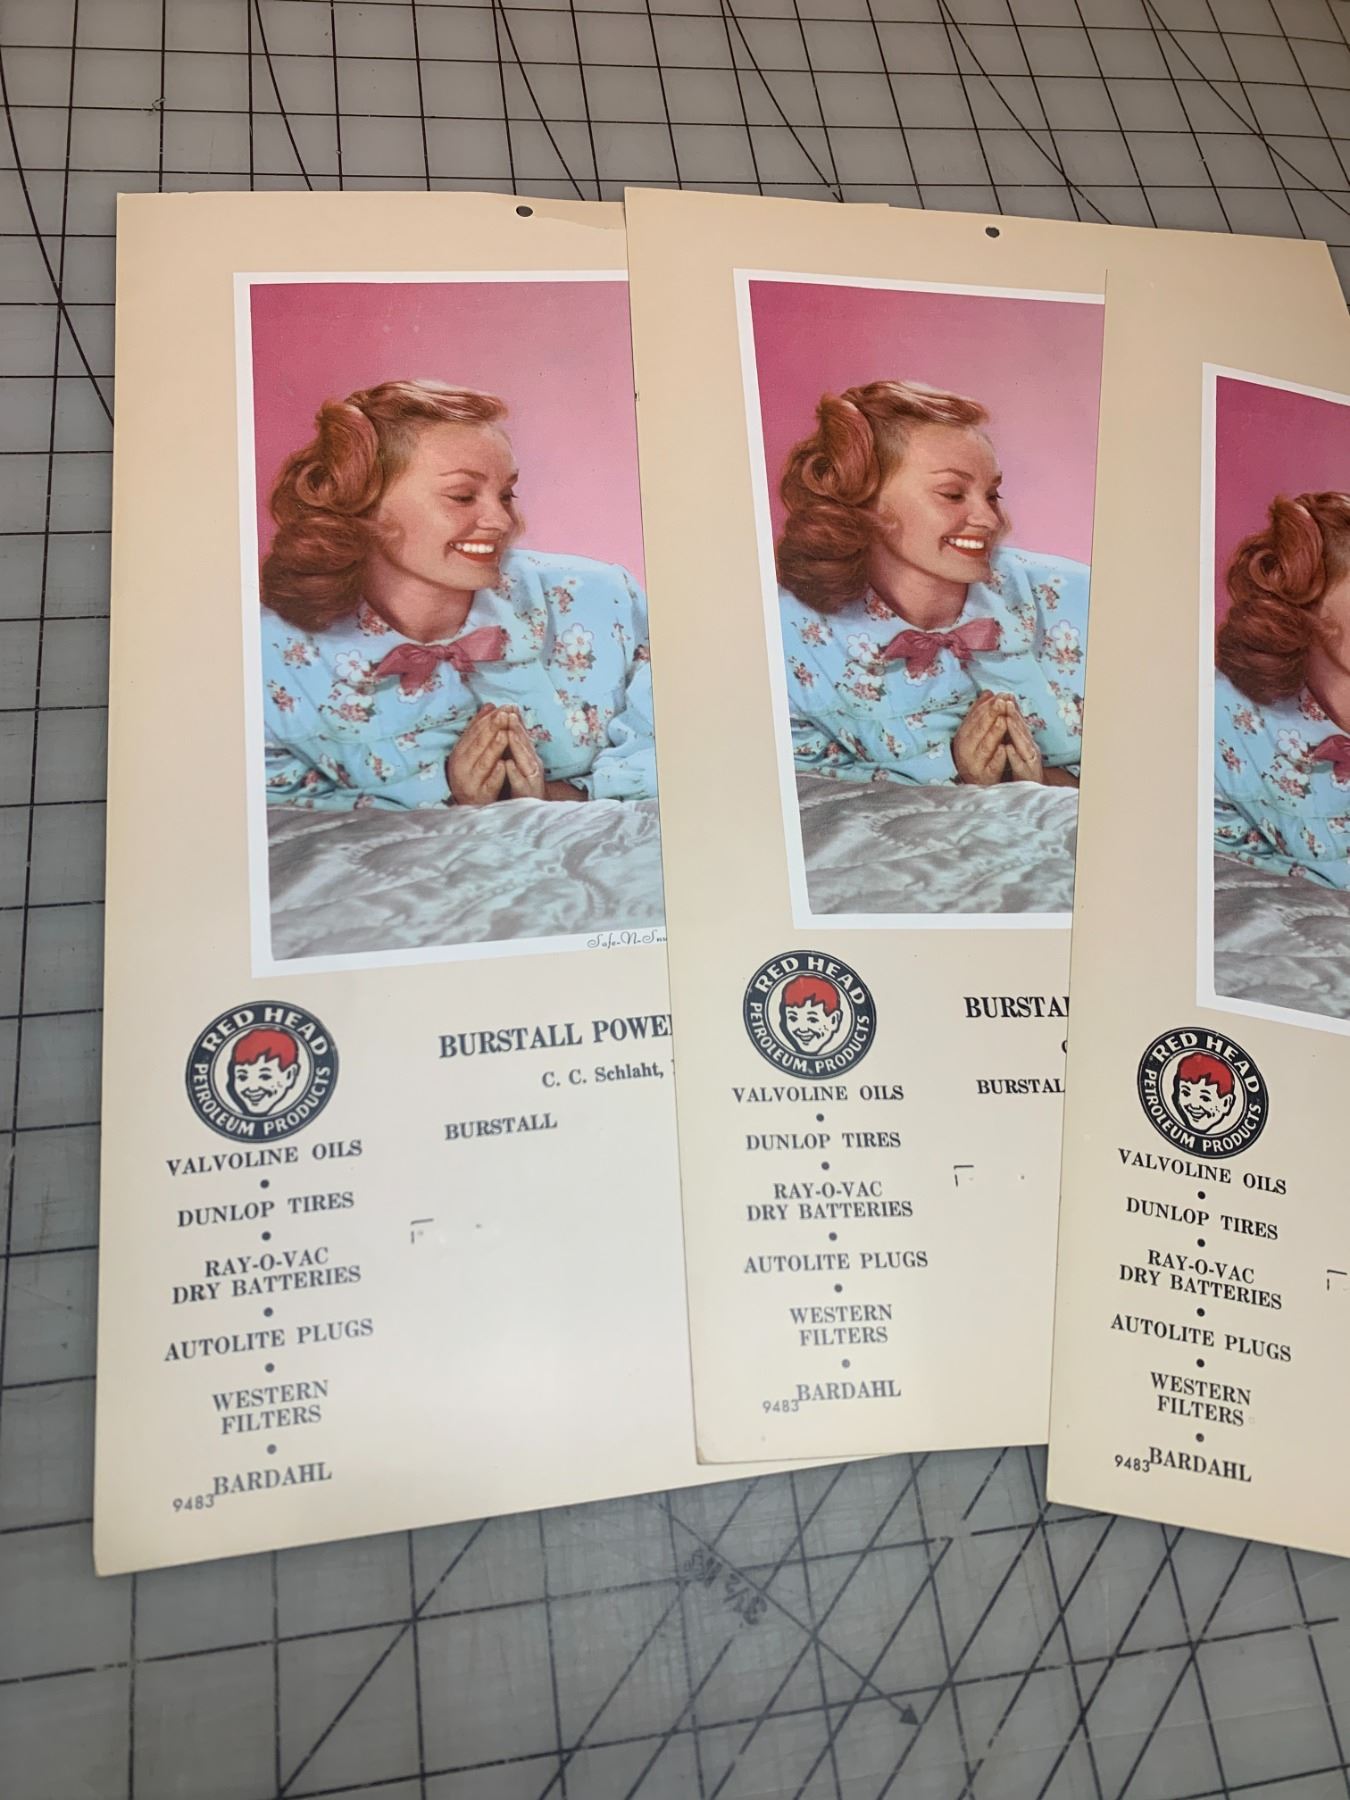 Safe-N-Snu
RED HEAD
PETROLEUM PRODUCTS
BURSTALL POWE
C. C. Schlaht,
BURSTALL
VALVOLINE OILS
DUNLOP TIRES
RAY-O-VAC
DRY BATTERIES
AUTOLITE PLUGS
WESTERN
FILTERS
BARDAHL
9483
RED HEAD
PETROLEUM PRODUCTS
BURSTA
BURSTAL
VALVOLINE OILS
DUNLOP TIRES
RAY-O-VAC
DRY BATTERIES
AUTOLITE PLUGS
WESTERN
FILTERS
BARDAHL
9483
RED HEAD
PETROLEUM PRODUCTS
VALVOLINE OILS
DUNLOP TIRES
RAY-O-VAC
DRY BATTERIES
AUTOLITE PLUGS
WESTERN
FILTERS
BARDAHL
9483